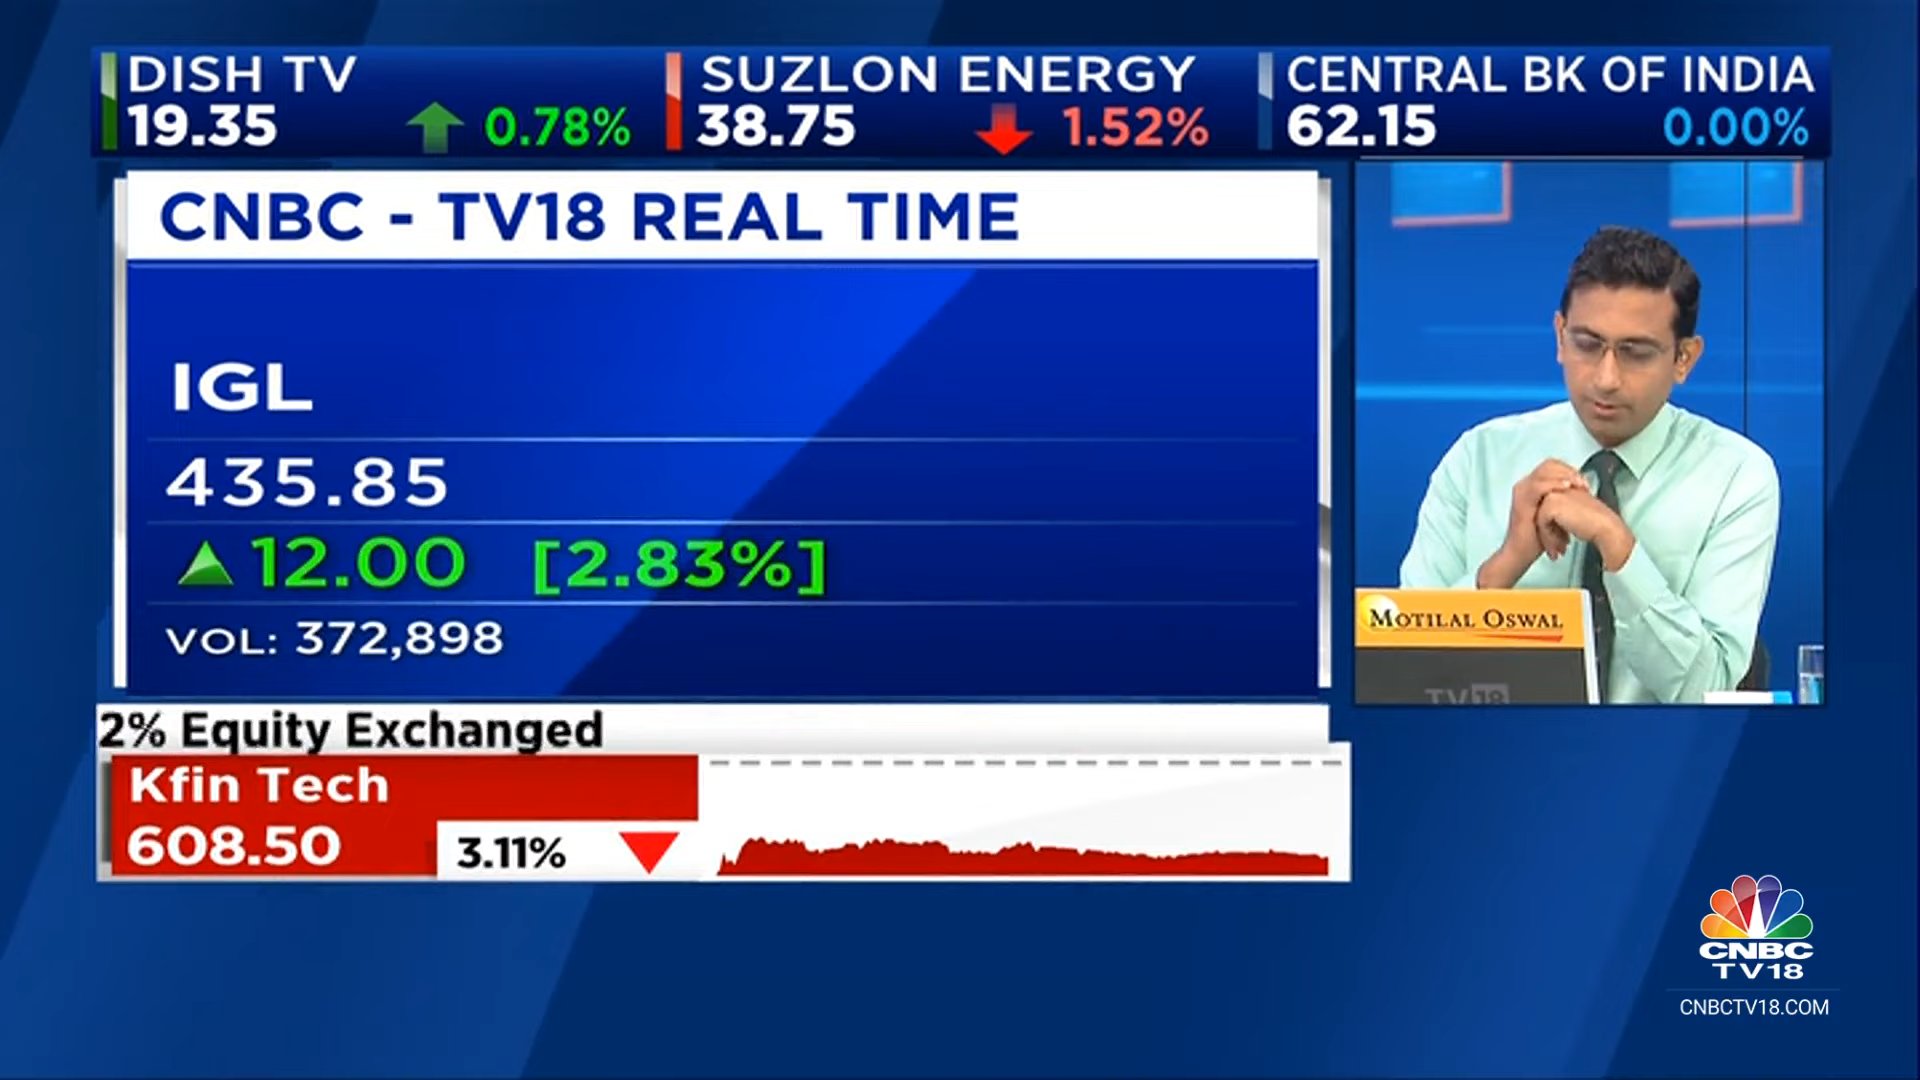 DISH TV
19.35 0.78%
SUZLON ENERGY
38.75 1.52%
CENTRAL BK OF INDIA
62.15 0.00%
CNBC - TV18 REAL TIME
IGL
435.85
▲12.00 [2.83%]
VOL: 372,898
MOTILAL OSWAL
TV18
2% Equity Exchanged
Kfin Tech
608.50 3.11%
CNBC
TV18
CNBCTV18.COM